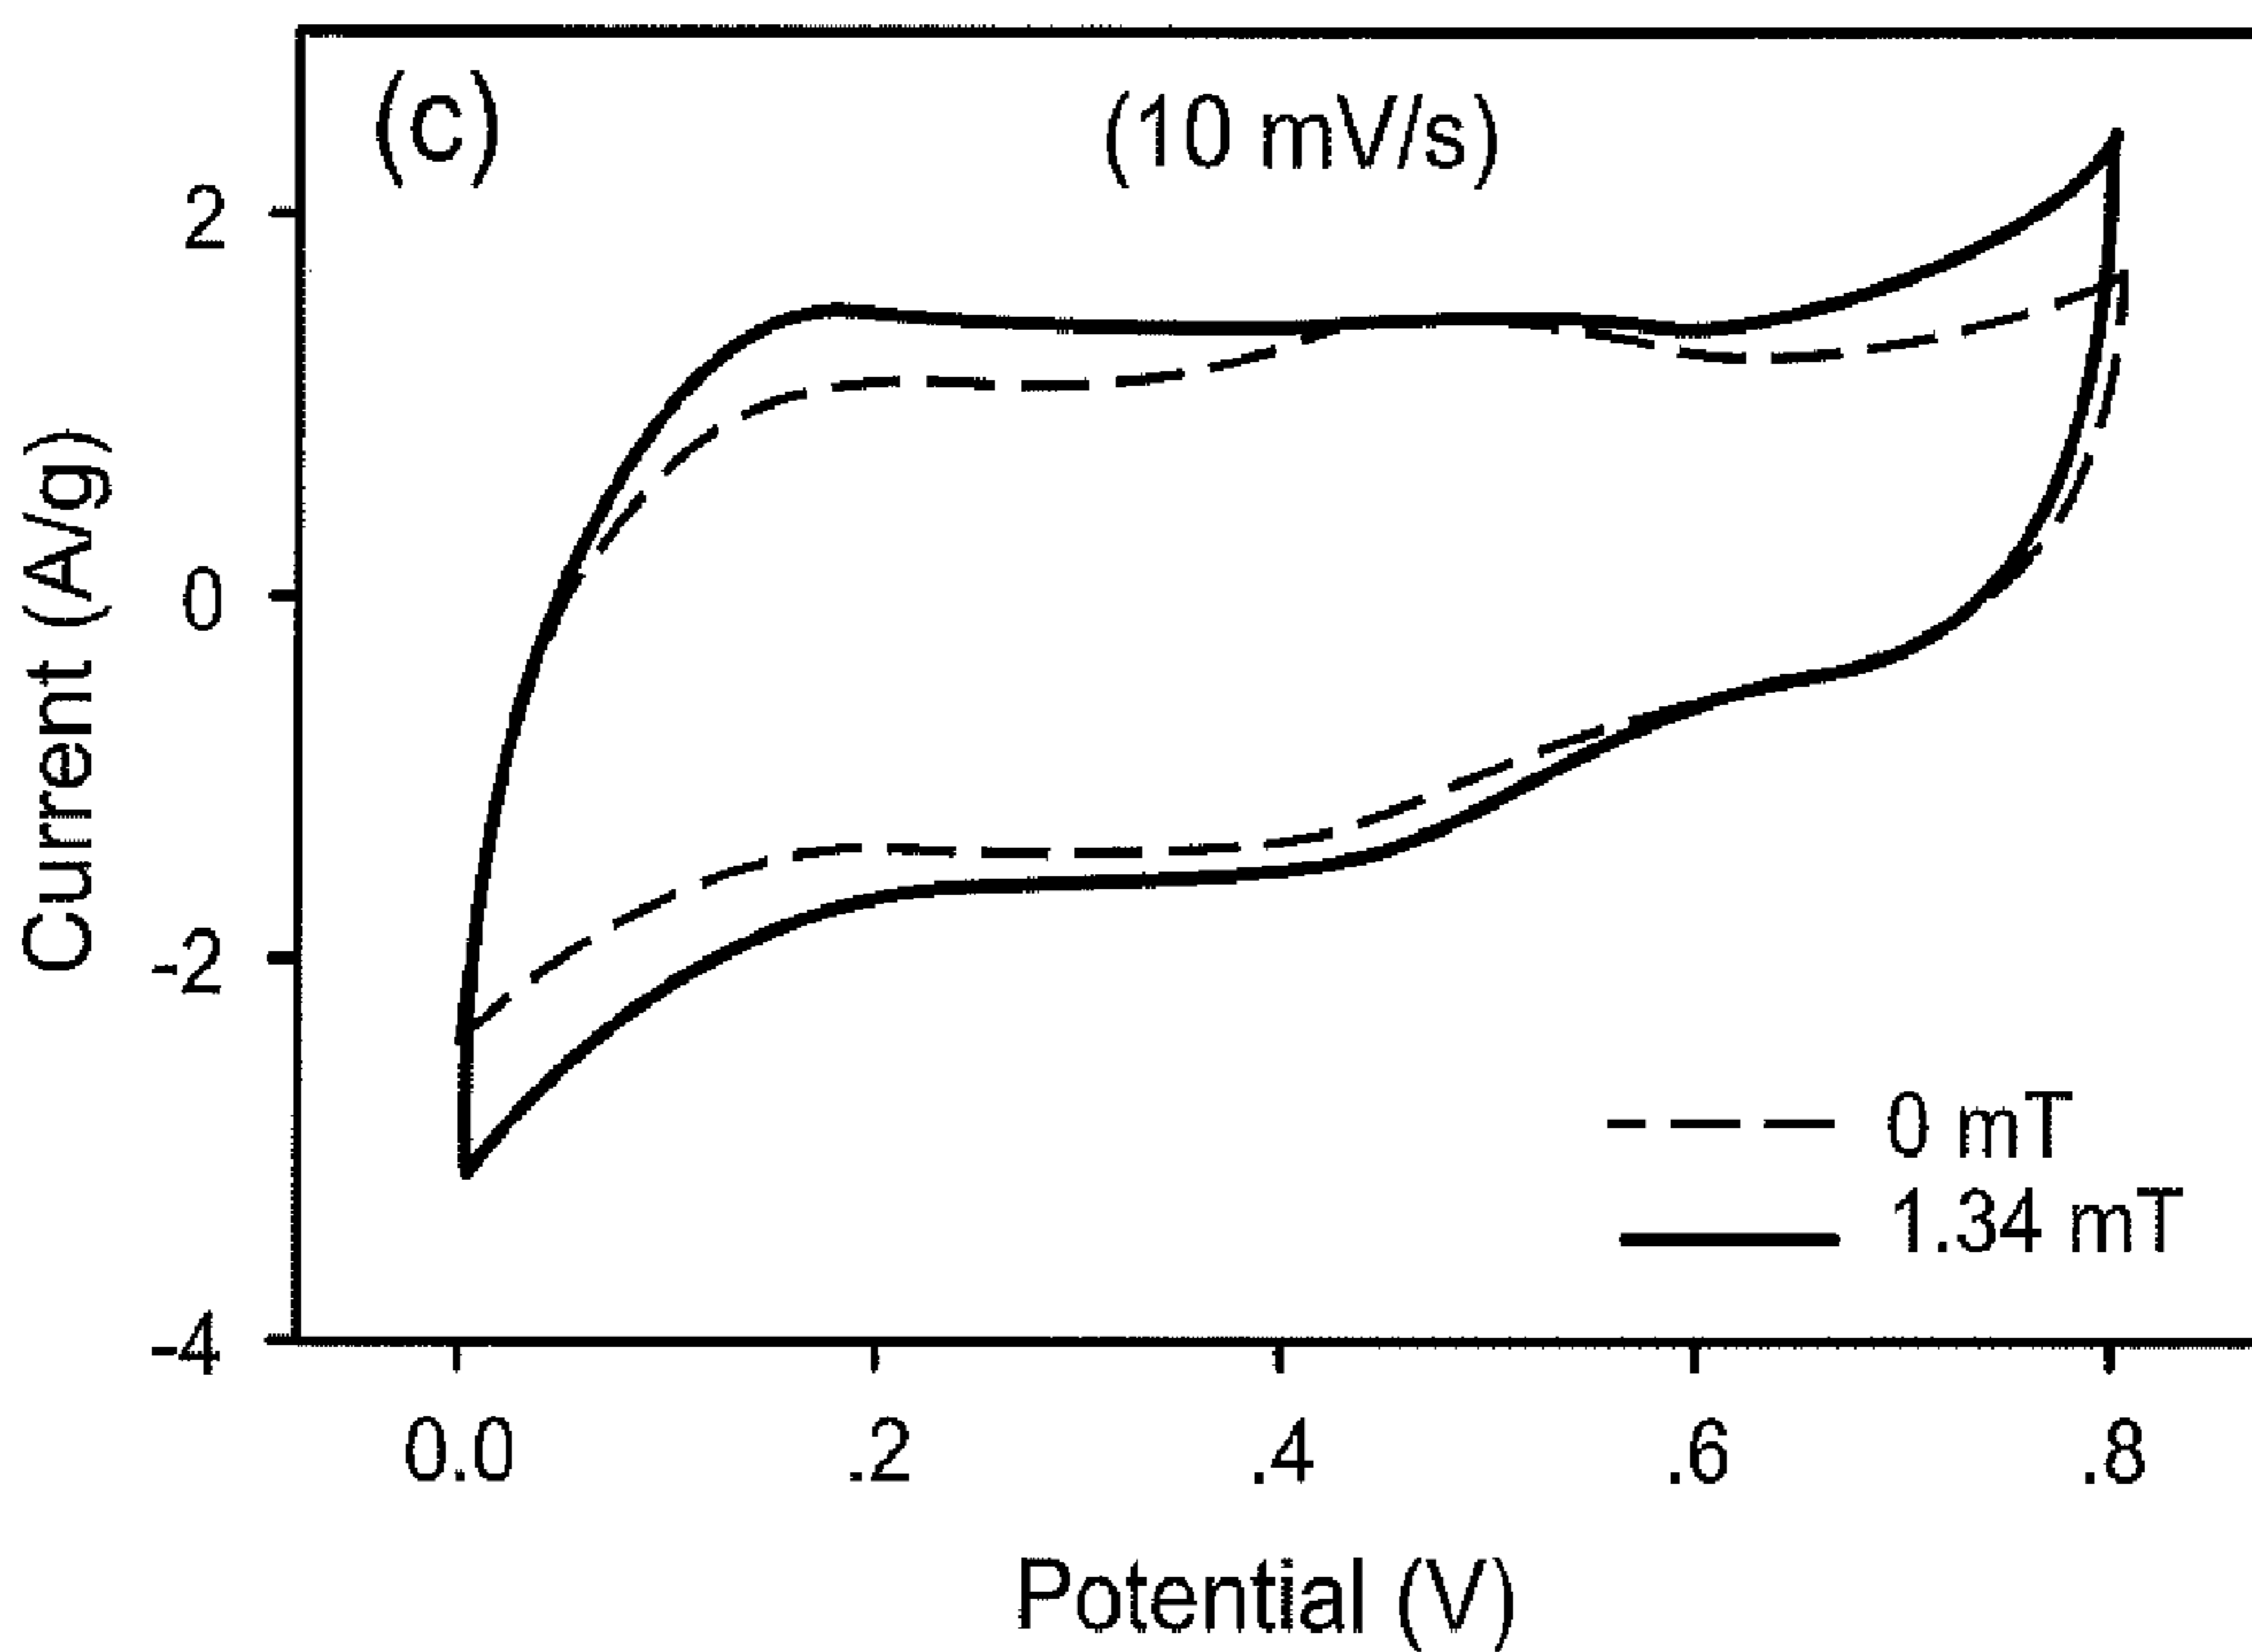 (c)
(10 mV/s)
2
0
-2
-4
Current (A/g)
0 mT
1.34 mT
0.0 .2 .4 .6 .8
Potential (V)